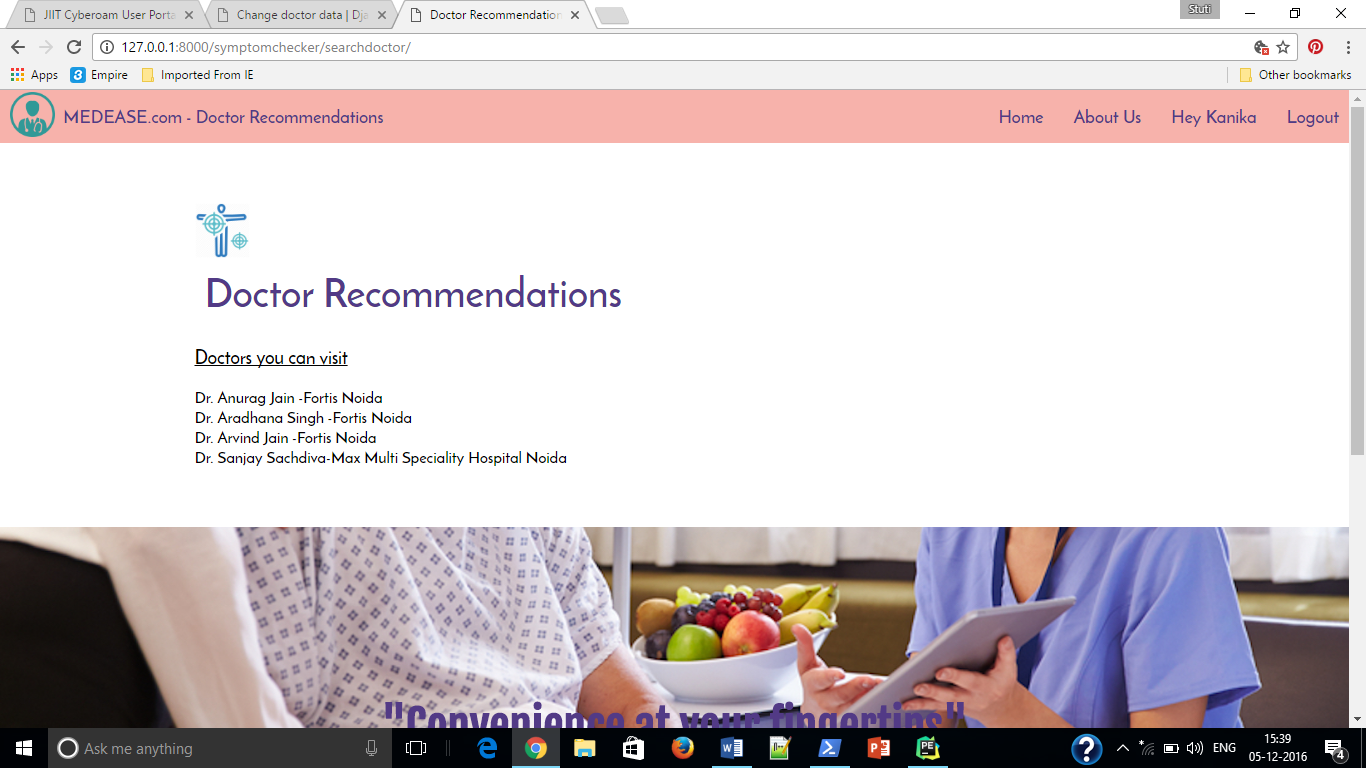 JIIT Cyberoam User Porta
Change doctor data | Dja
Doctor Recommendation
Stuti
127.0.0.1:8000/symptomchecker/searchdoctor/
Apps
Empire
Imported From IE
Other bookmarks
MEDEASE.com - Doctor Recommendations
Home
About Us
Hey Kanika
Logout
Doctor Recommendations
Doctors you can visit
Dr. Anurag Jain -Fortis Noida
Dr. Aradhana Singh -Fortis Noida
Dr. Arvind Jain -Fortis Noida
Dr. Sanjay Sachdiva-Max Multi Speciality Hospital Noida
"Convenience at your fingertips"
Ask me anything
ENG
15:39
05-12-2016
4